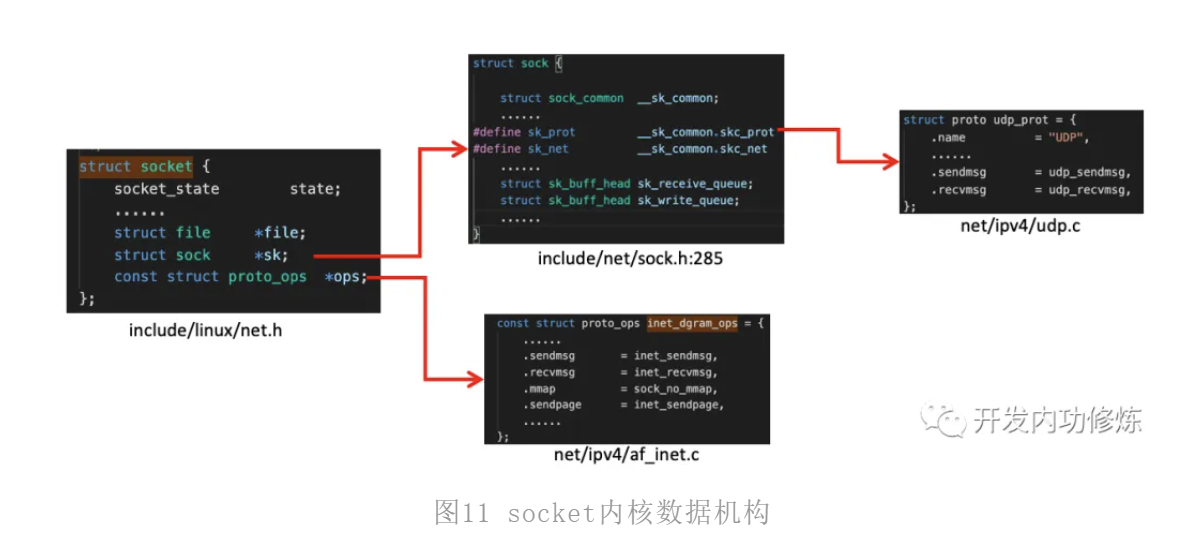 struct socket {
socket_state state;
......
struct file *file;
struct sock *sk;
const struct proto_ops *ops;
};
include/linux/net.h
struct sock {
struct sock_common __sk_common;
......
#define sk_prot __sk_common.skc_prot
#define sk_net __sk_common.skc_net
......
struct sk_buff_head sk_receive_queue;
struct sk_buff_head sk_write_queue;
......
}
include/net/sock.h:285
struct proto udp_prot = {
.name = "UDP",
......
.sendmsg = udp_sendmsg,
.recvmsg = udp_recvmsg,
};
net/ipv4/udp.c
const struct proto_ops inet_dgram_ops = {
......
.sendmsg = inet_sendmsg,
.recvmsg = inet_recvmsg,
.mmap = sock_no_mmap,
.sendpage = inet_sendpage,
......
};
net/ipv4/af_inet.c
开发内功修炼
图11 socket内核数据机构